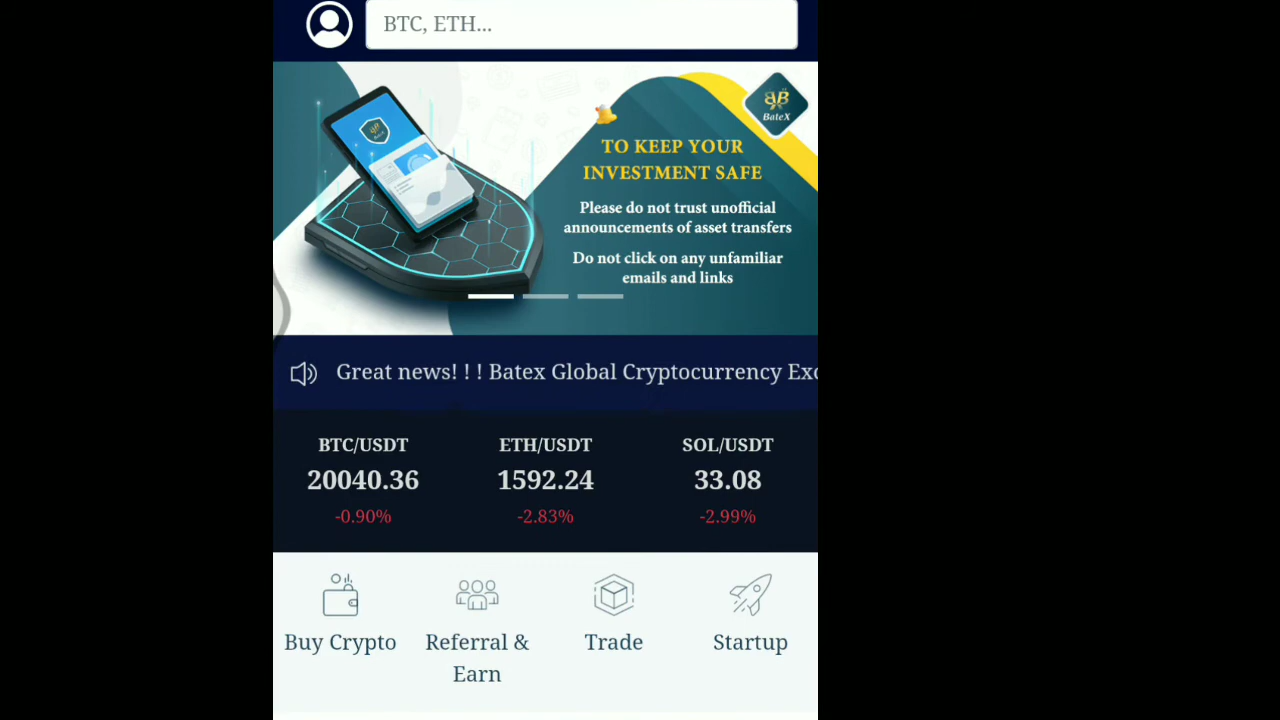 BTC, ETH...
BateX
TO KEEP YOUR
INVESTMENT SAFE
Please do not trust unofficial
announcements of asset transfers
Do not click on any unfamiliar
emails and links
Great news! ! ! Batex Global Cryptocurrency Exc
BTC/USDT ETH/USDT SOL/USDT
20040.36 1592.24 33.08
-0.90% -2.83% -2.99%
Buy Crypto Referral & Trade Startup
Earn